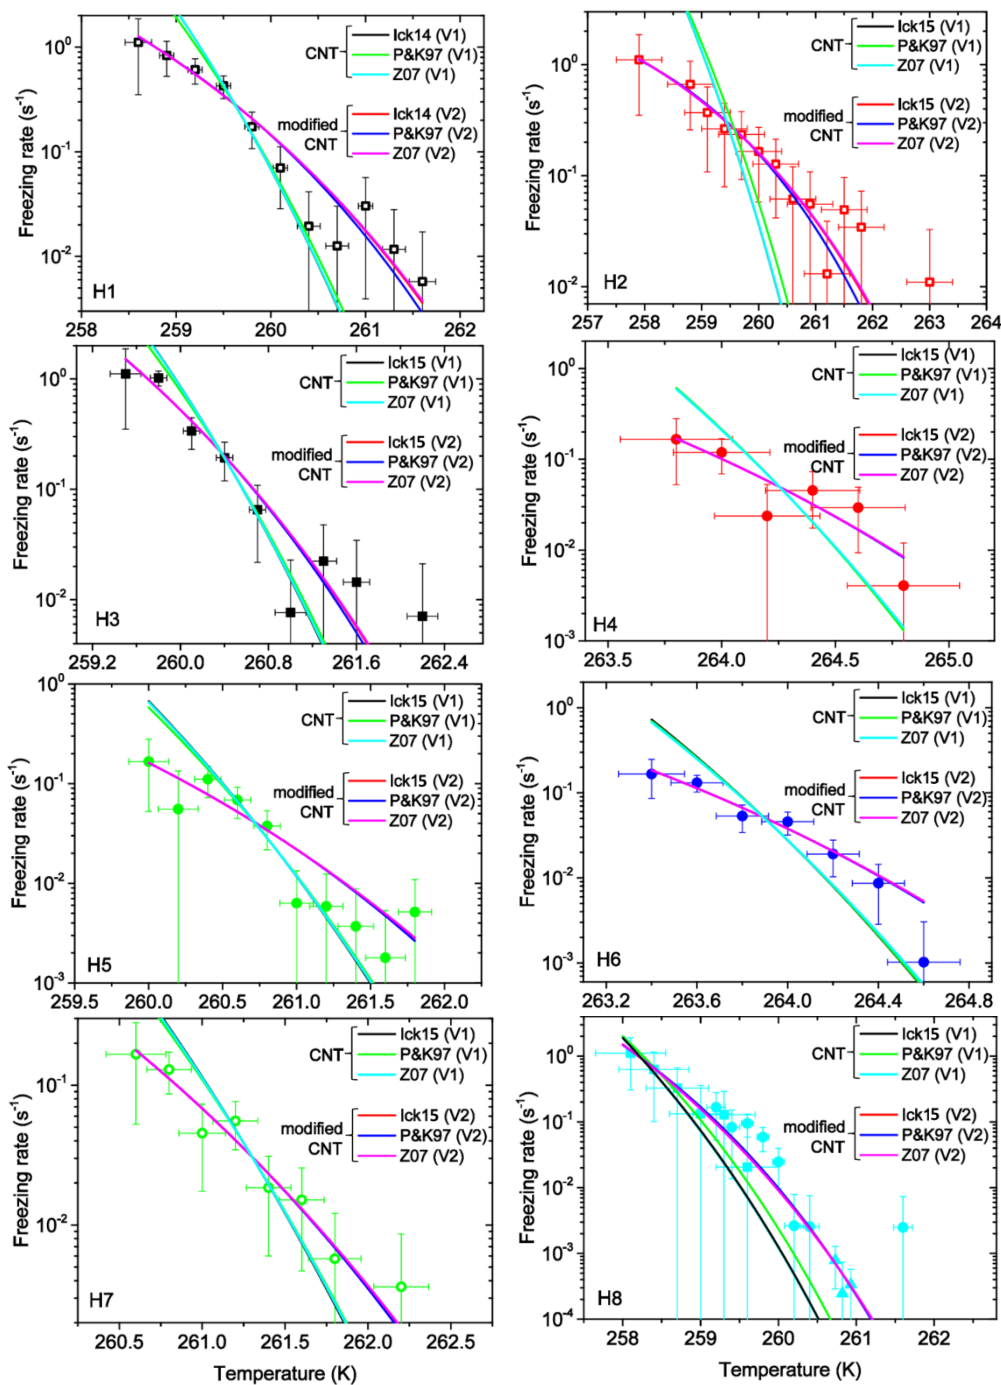 Ick14 (V1)
CNT
P&K97 (V1)
Z07 (V1)
Ick14 (V2)
modified CNT
P&K97 (V2)
Z07 (V2)
Freezing rate (s⁻¹)
10⁰
10⁻¹
10⁻²
H1
258 259 260 261 262
Ick15 (V1)
CNT
P&K97 (V1)
Z07 (V1)
Ick15 (V2)
modified CNT
P&K97 (V2)
Z07 (V2)
Freezing rate (s⁻¹)
10⁰
10⁻¹
10⁻²
H2
257 258 259 260 261 262 263 264
Ick15 (V1)
CNT
P&K97 (V1)
Z07 (V1)
Ick15 (V2)
modified CNT
P&K97 (V2)
Z07 (V2)
Freezing rate (s⁻¹)
10⁰
10⁻¹
10⁻²
H3
259.2 260.0 260.8 261.6 262.4
Ick15 (V1)
CNT
P&K97 (V1)
Z07 (V1)
Ick15 (V2)
modified CNT
P&K97 (V2)
Z07 (V2)
Freezing rate (s⁻¹)
10⁰
10⁻¹
10⁻²
10⁻³
H4
263.5 264.0 264.5 265.0
Ick15 (V1)
CNT
P&K97 (V1)
Z07 (V1)
Ick15 (V2)
modified CNT
P&K97 (V2)
Z07 (V2)
Freezing rate (s⁻¹)
10⁰
10⁻¹
10⁻²
10⁻³
H5
259.5 260.0 260.5 261.0 261.5 262.0
Ick15 (V1)
CNT
P&K97 (V1)
Z07 (V1)
Ick15 (V2)
modified CNT
P&K97 (V2)
Z07 (V2)
Freezing rate (s⁻¹)
10⁰
10⁻¹
10⁻²
10⁻³
H6
263.2 263.6 264.0 264.4 264.8
Ick15 (V1)
CNT
P&K97 (V1)
Z07 (V1)
Ick15 (V2)
modified CNT
P&K97 (V2)
Z07 (V2)
Freezing rate (s⁻¹)
10⁻¹
10⁻²
H7
260.5 261.0 261.5 262.0 262.5
Temperature (K)
Ick15 (V1)
CNT
P&K97 (V1)
Z07 (V1)
Ick15 (V2)
modified CNT
P&K97 (V2)
Z07 (V2)
Freezing rate (s⁻¹)
10⁰
10⁻¹
10⁻²
10⁻³
10⁻⁴
H8
258 259 260 261 262
Temperature (K)